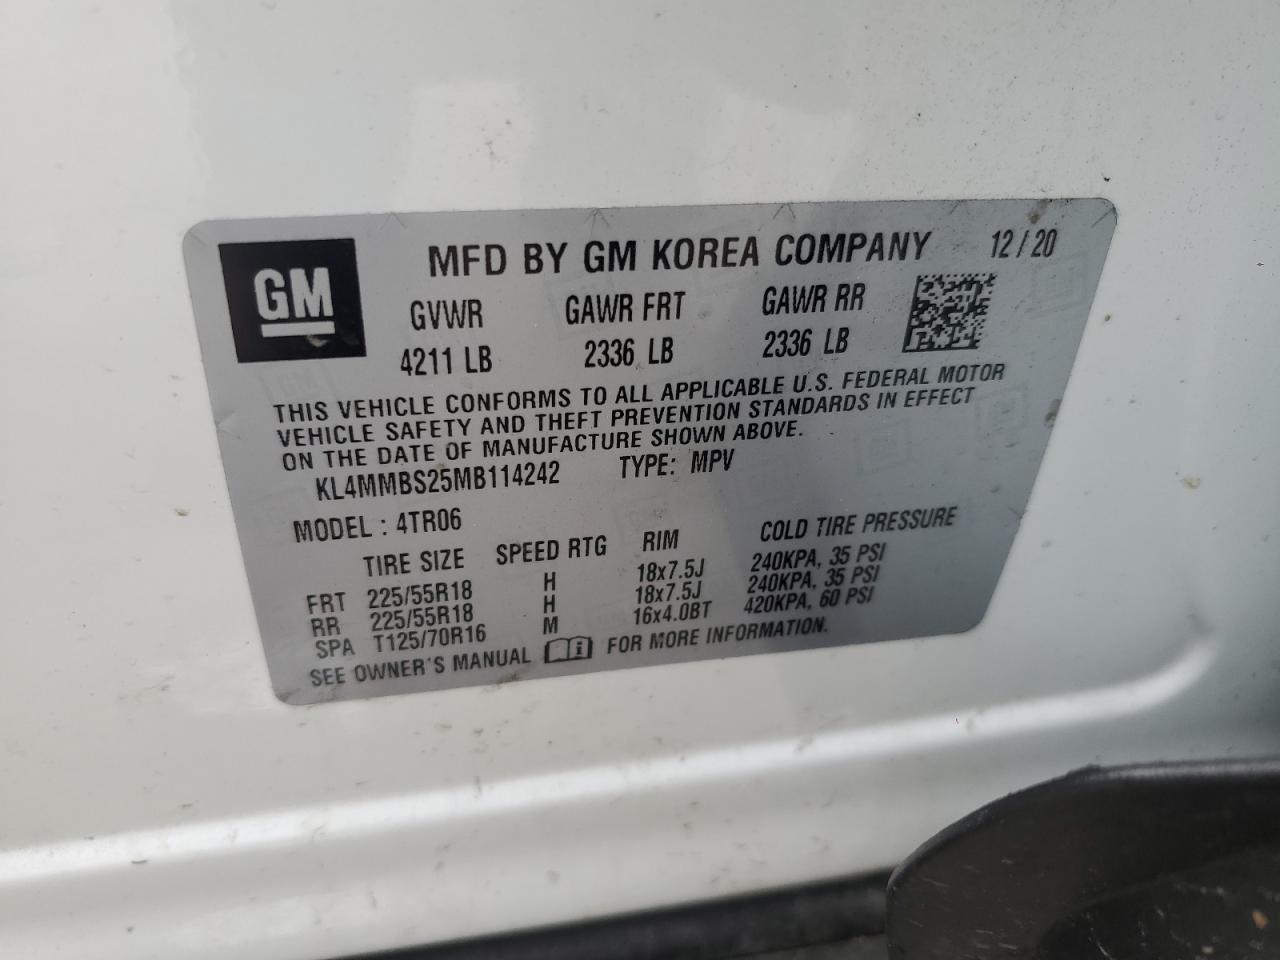 GM
MFD BY GM KOREA COMPANY 12/20
GVWR GAWR FRT GAWR RR
4211 LB 2336 LB 2336 LB
THIS VEHICLE CONFORMS TO ALL APPLICABLE U.S. FEDERAL MOTOR
VEHICLE SAFETY AND THEFT PREVENTION STANDARDS IN EFFECT
ON THE DATE OF MANUFACTURE SHOWN ABOVE.
KL4MMBS25MB114242 TYPE: MPV
MODEL : 4TR06
TIRE SIZE SPEED RTG RIM COLD TIRE PRESSURE
FRT 225/55R18 H 18x7.5J 240KPA, 35 PSI
RR 225/55R18 H 18x7.5J 240KPA, 35 PSI
SPA T125/70R16 M 16x4.0BT 420KPA, 60 PSI
SEE OWNER'S MANUAL FOR MORE INFORMATION.